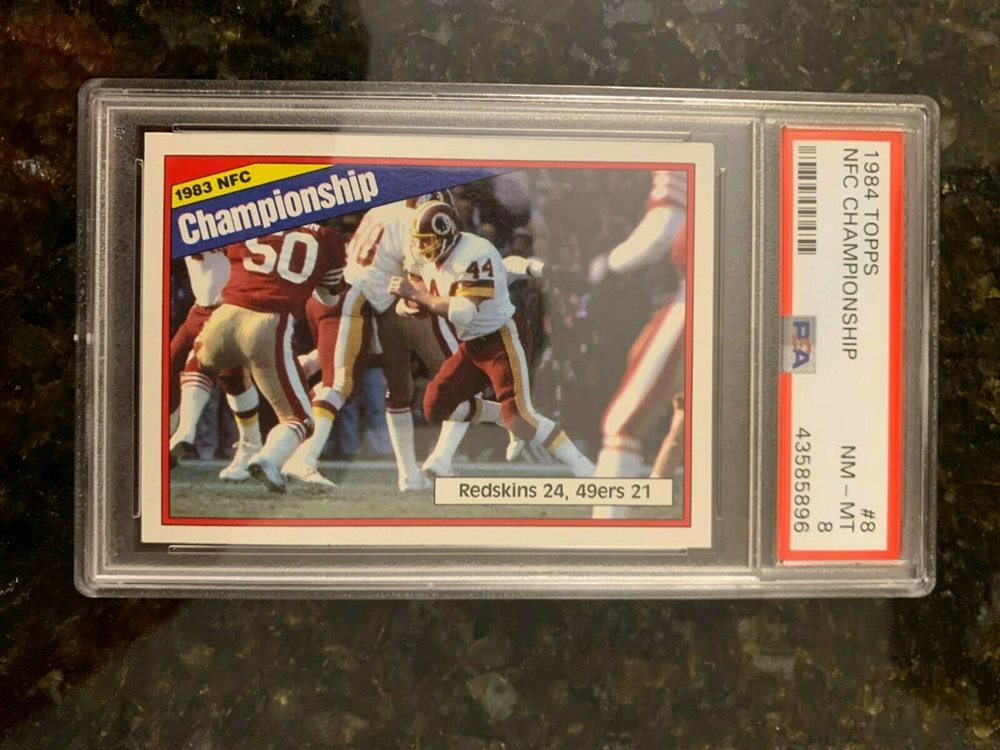 1983 NFC
Championship
50
44
Redskins 24, 49ers 21
1984 TOPPS #8
NFC CHAMPIONSHIP NM - MT
PSA 8
43585896